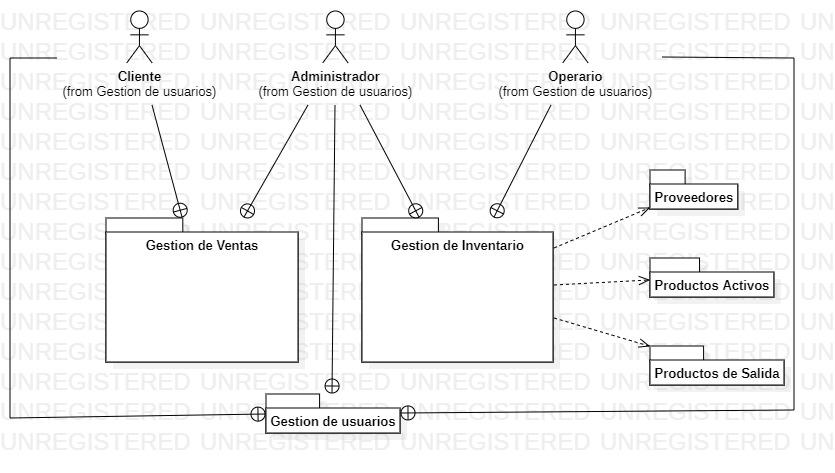 Cliente
(from Gestion de usuarios)
Administrador
(from Gestion de usuarios)
Operario
(from Gestion de usuarios)
Proveedores
Gestion de Ventas
Gestion de Inventario
Productos Activos
Productos de Salida
Gestion de usuarios
UNREGISTERED